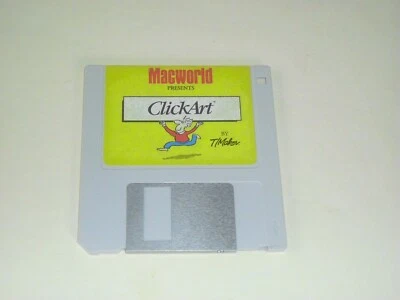 Macworld
PRESENTS
ClickArt
BY
T/Maker